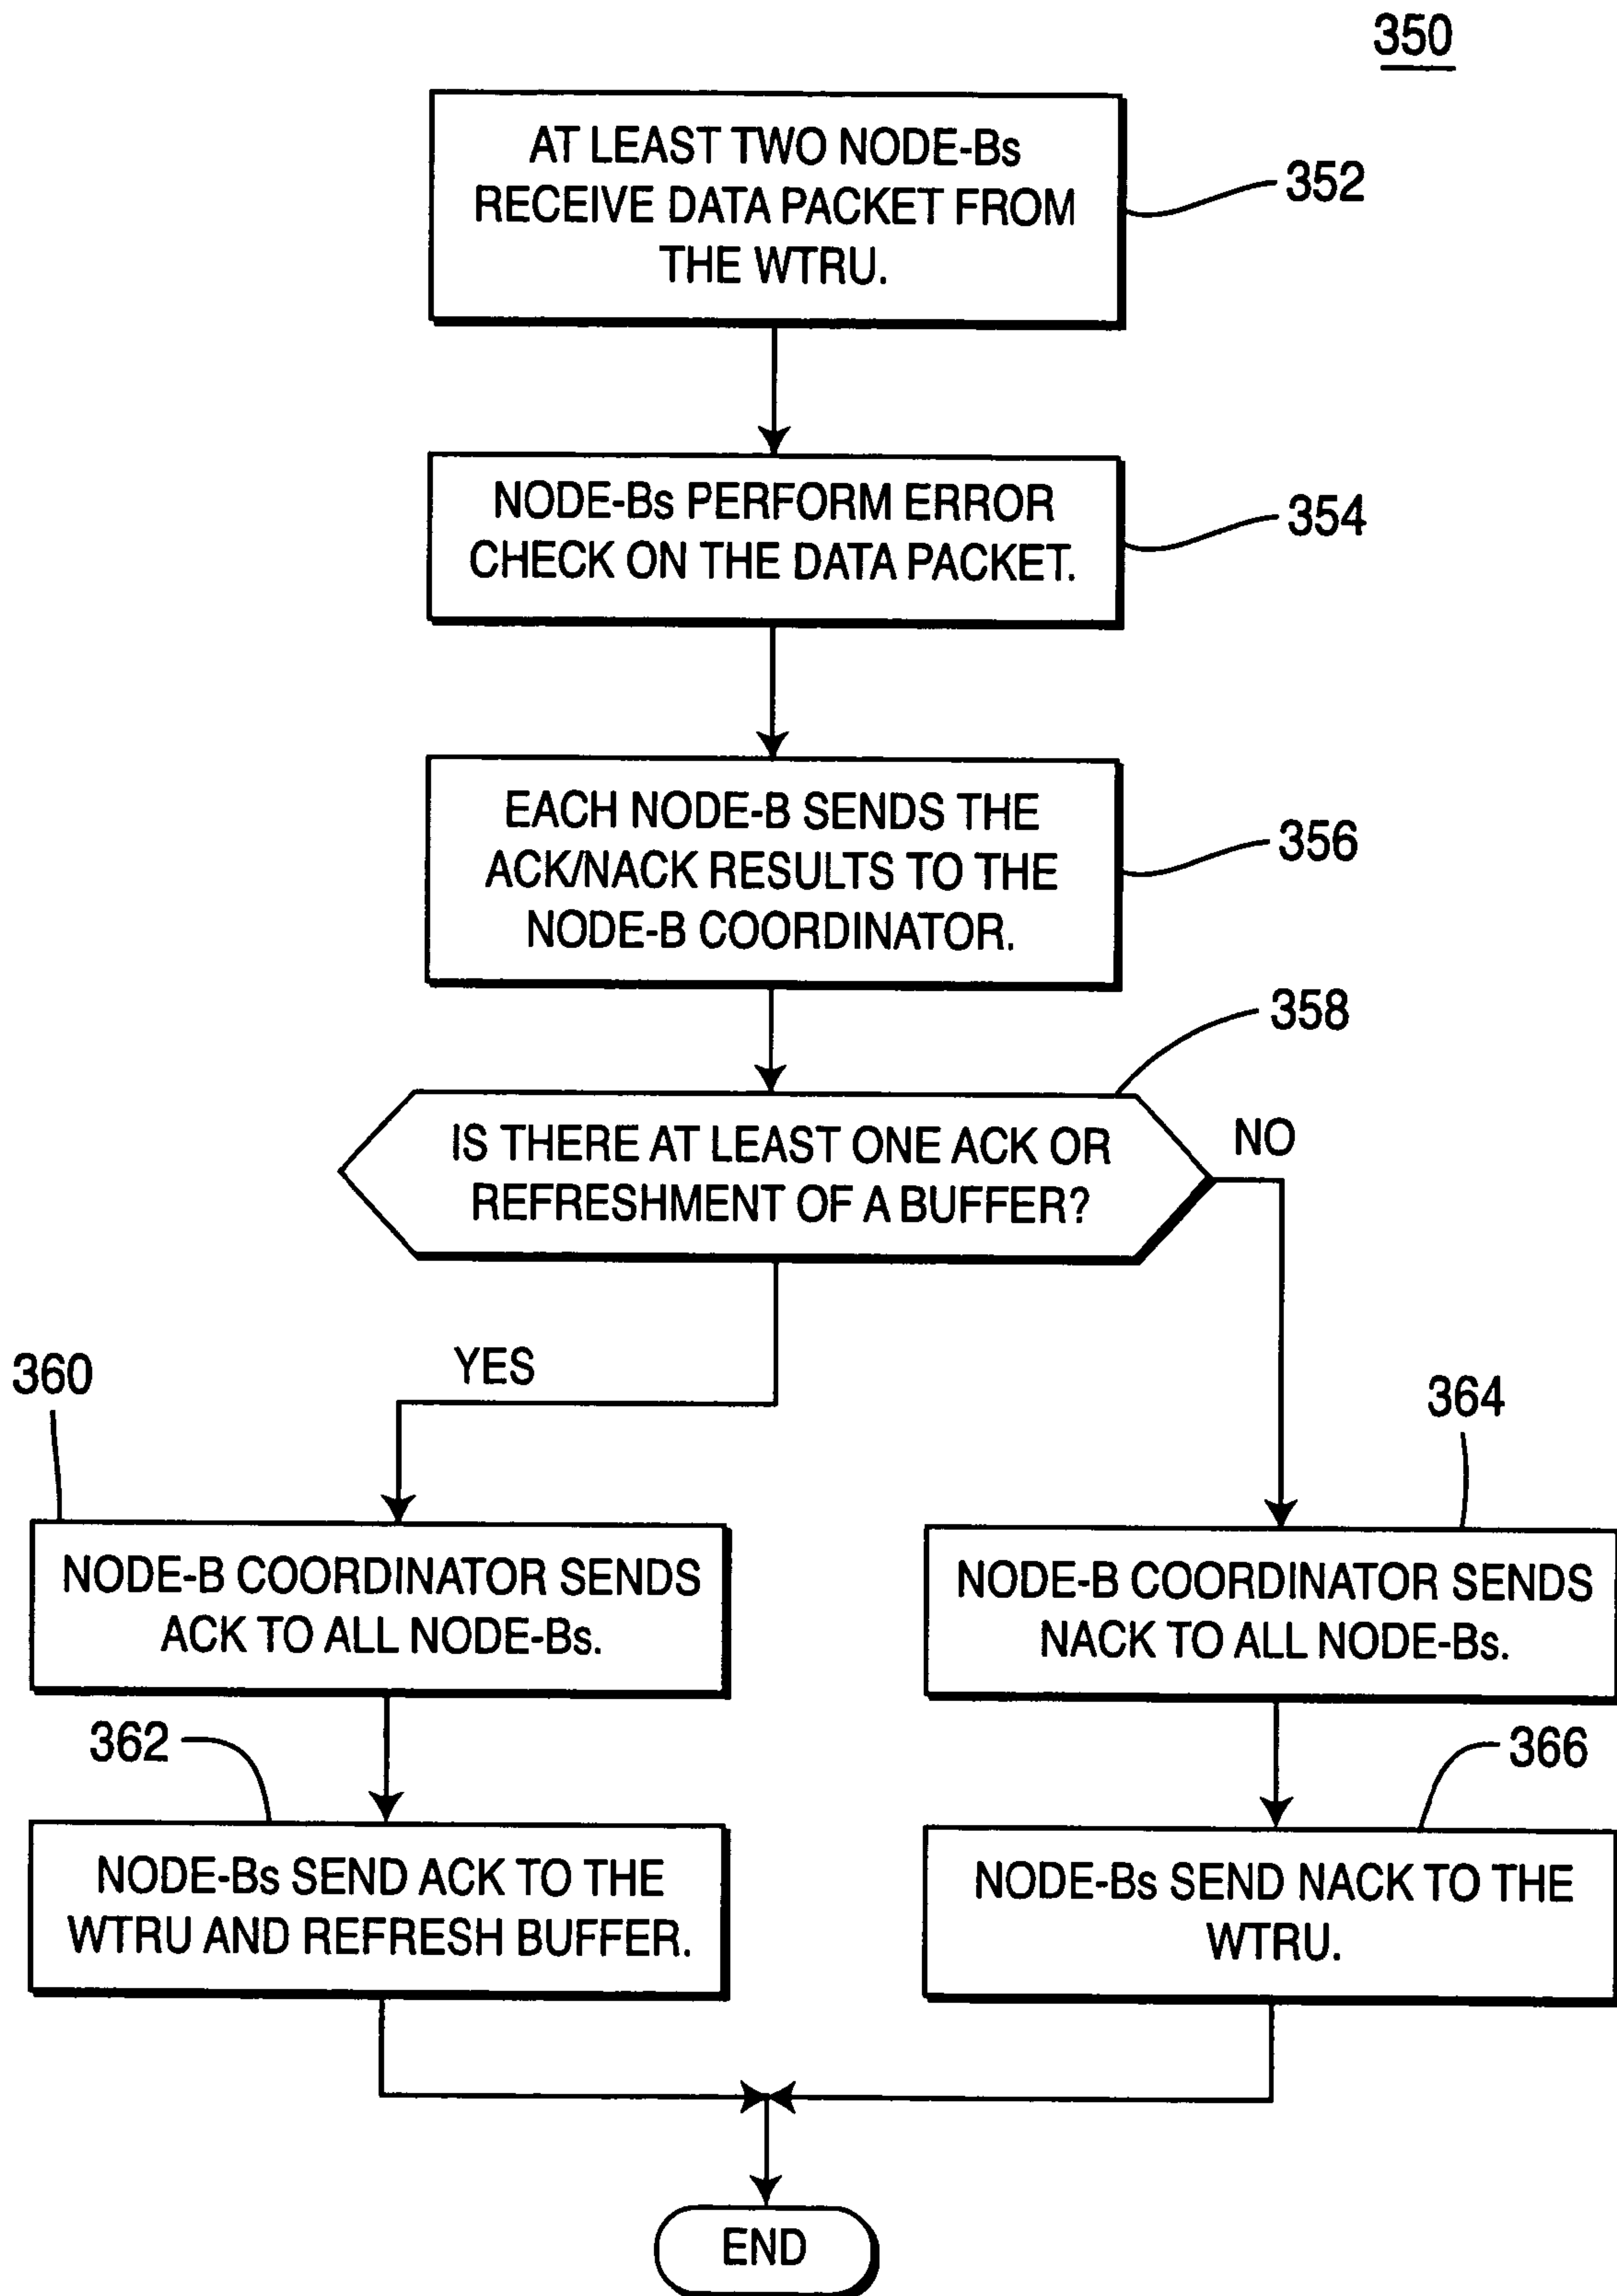 350
AT LEAST TWO NODE-Bs
RECEIVE DATA PACKET FROM
THE WTRU.
352
NODE-Bs PERFORM ERROR
CHECK ON THE DATA PACKET.
354
EACH NODE-B SENDS THE
ACK/NACK RESULTS TO THE
NODE-B COORDINATOR.
356
358
IS THERE AT LEAST ONE ACK OR
REFRESHMENT OF A BUFFER?
NO
YES
360
364
NODE-B COORDINATOR SENDS
ACK TO ALL NODE-Bs.
NODE-B COORDINATOR SENDS
NACK TO ALL NODE-Bs.
362
366
NODE-Bs SEND ACK TO THE
WTRU AND REFRESH BUFFER.
NODE-Bs SEND NACK TO THE
WTRU.
END